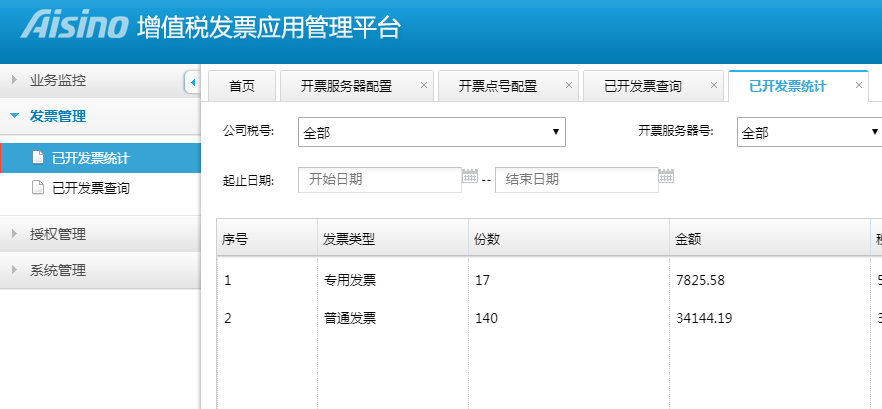 Aisino 增值税发票应用管理平台
业务监控
发票管理
已开发票统计
已开发票查询
授权管理
系统管理
首页 开票服务器配置 × 开票点号配置 × 已开发票查询 × 已开发票统计 ×
公司税号: 全部 开票服务器号: 全部
起止日期: 开始日期 -- 结束日期
序号 发票类型 份数 金额
1 专用发票 17 7825.58
2 普通发票 140 34144.19